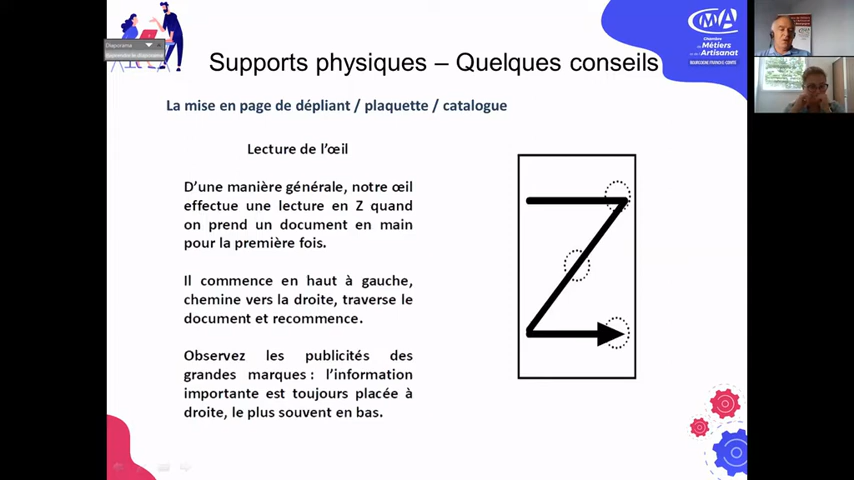 Diaporama
CMA
Chambre
de Métiers
et de l'Artisanat
BOURGOGNE-FRANCHE-COMTÉ
Supports physiques – Quelques conseils
La mise en page de dépliant / plaquette / catalogue
Lecture de l'œil
D'une manière générale, notre œil
effectue une lecture en Z quand
on prend un document en main
pour la première fois.
Il commence en haut à gauche,
chemine vers la droite, traverse le
document et recommence.
Observez les publicités des
grandes marques : l'information
importante est toujours placée à
droite, le plus souvent en bas.